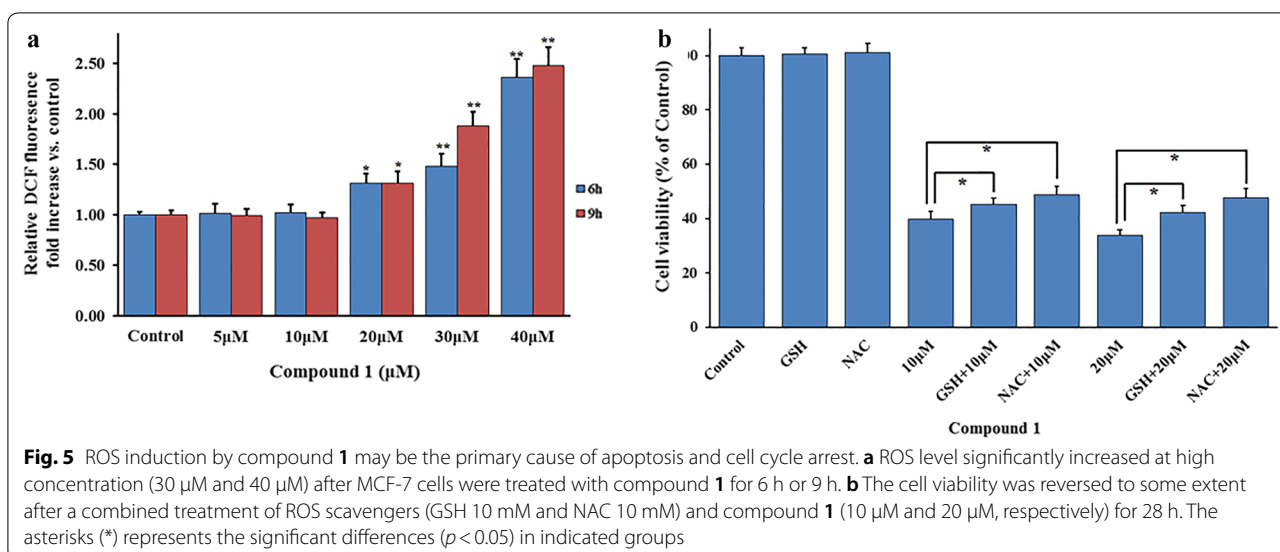 a
Relative DCF fluoresence
fold increase vs. control
2.50
2.00
1.50
1.00
0.50
0.00
* * ** ** ** **
6h
9h
Control 5μM 10μM 20μM 30μM 40μM
Compound 1 (μM)
b
Cell viability (% of Control)
00
80
60
40
20
0
* * * *
Control GSH NAC 10μM GSH+10μM NAC+10μM 20μM GSH+20μM NAC+20μM
Compound 1
Fig. 5 ROS induction by compound 1 may be the primary cause of apoptosis and cell cycle arrest. a ROS level significantly increased at high
concentration (30 μM and 40 μM) after MCF-7 cells were treated with compound 1 for 6 h or 9 h. b The cell viability was reversed to some extent
after a combined treatment of ROS scavengers (GSH 10 mM and NAC 10 mM) and compound 1 (10 μM and 20 μM, respectively) for 28 h. The
asterisks (*) represents the significant differences (p < 0.05) in indicated groups